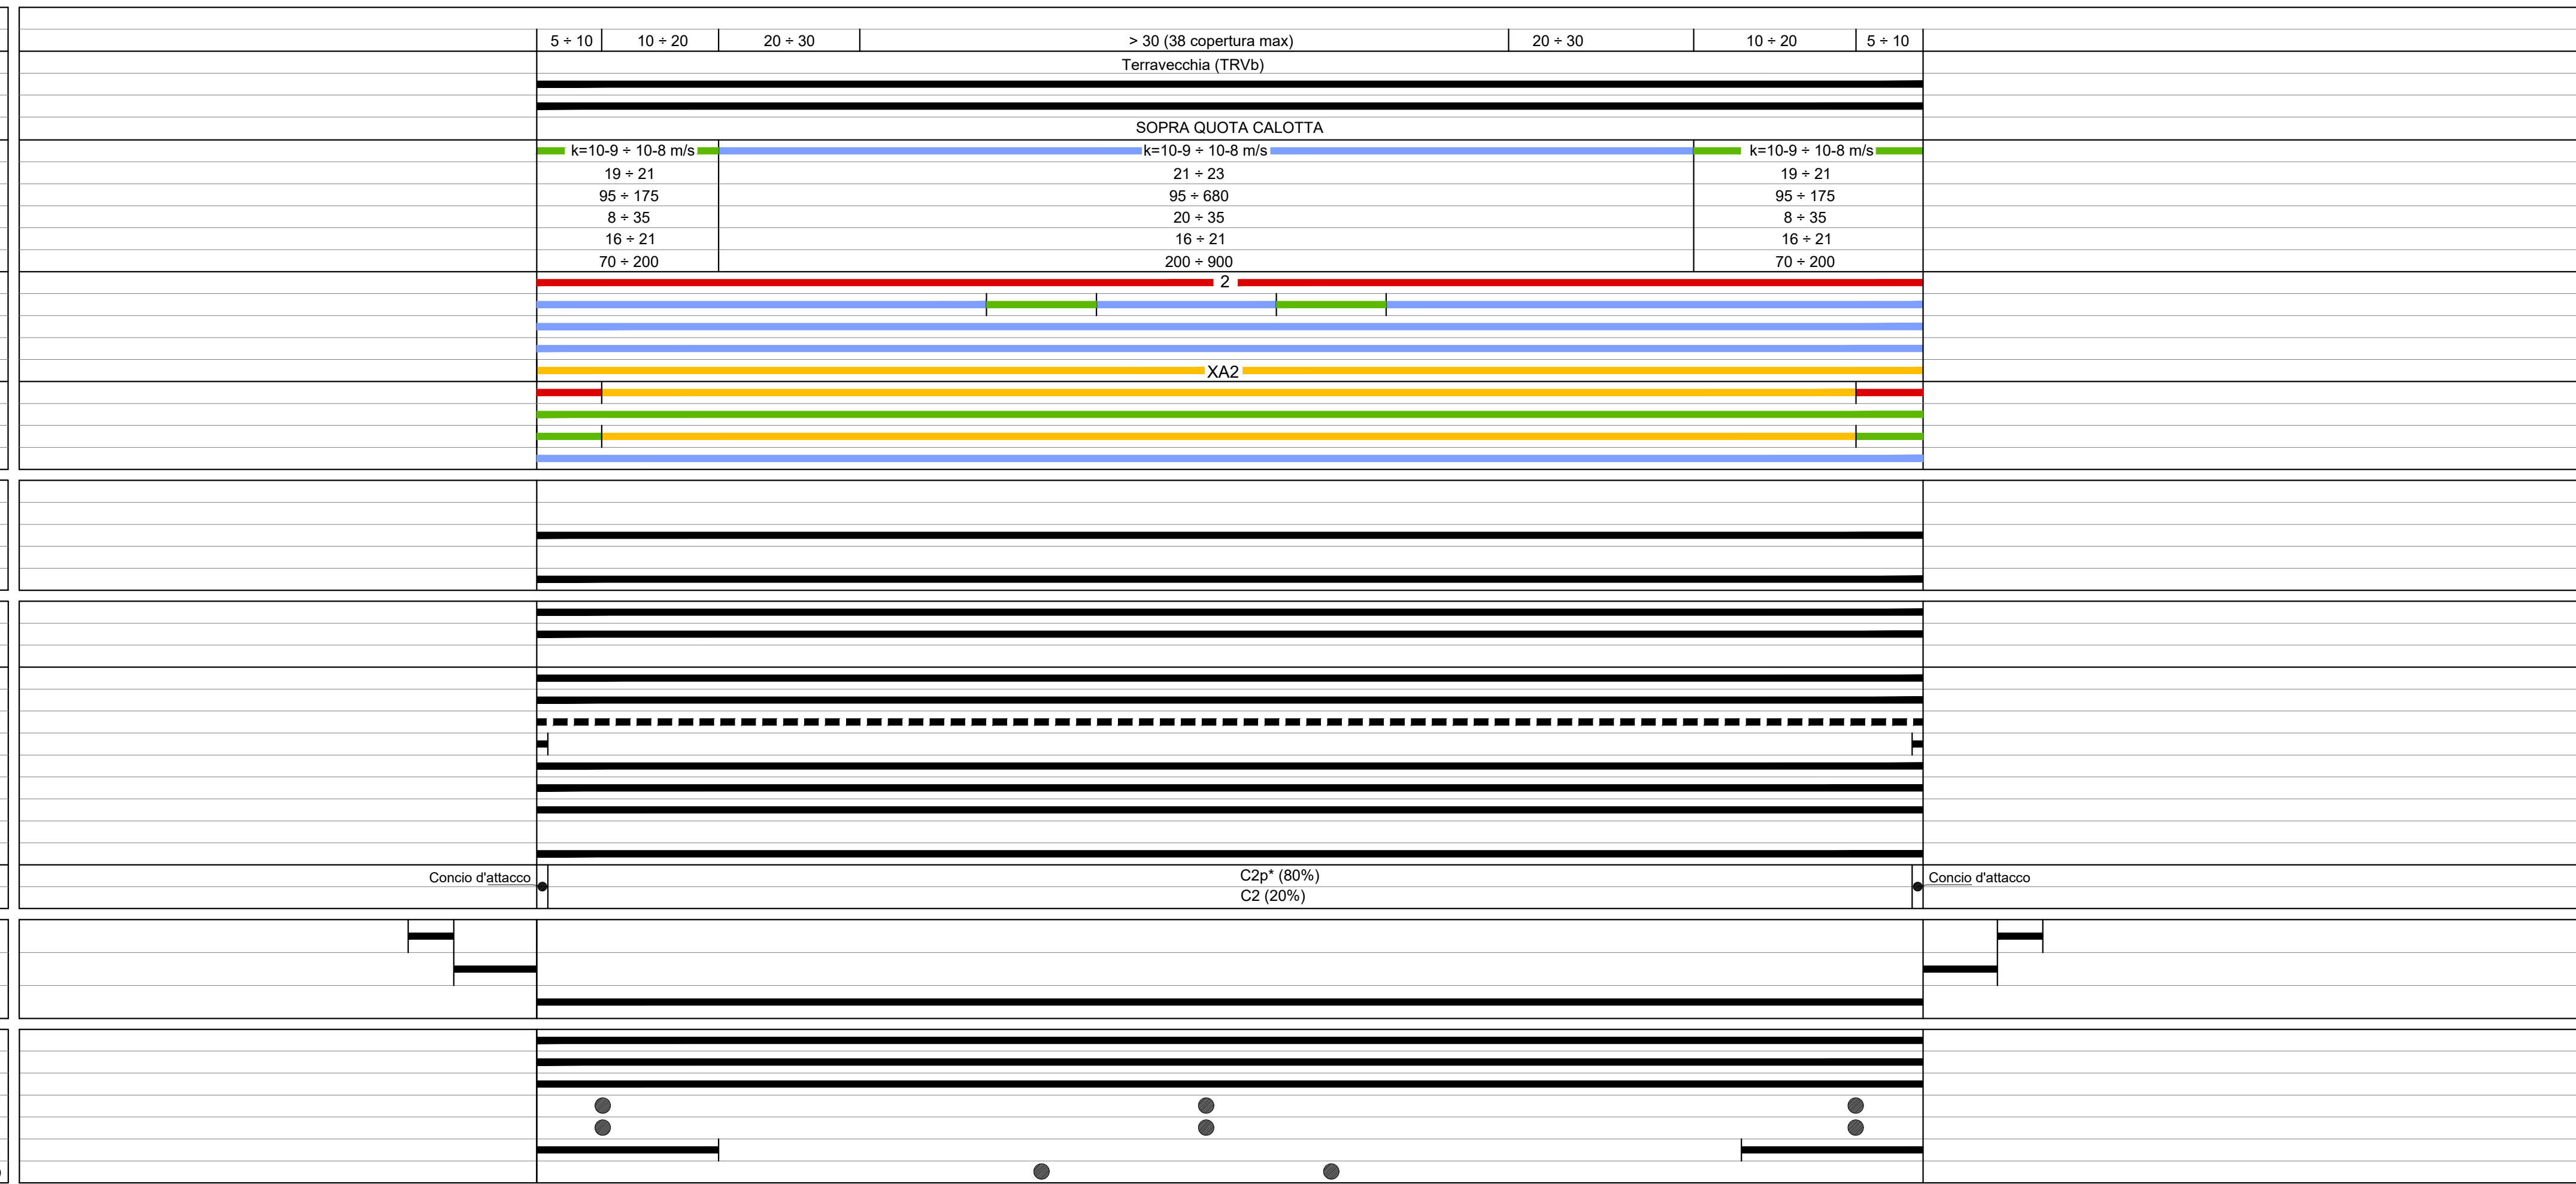 5 ÷ 10 10 ÷ 20 20 ÷ 30 > 30 (38 copertura max) 20 ÷ 30 10 ÷ 20 5 ÷ 10
Terravecchia (TRVb)
SOPRA QUOTA CALOTTA
k=10-9 ÷ 10-8 m/s k=10-9 ÷ 10-8 m/s k=10-9 ÷ 10-8 m/s
19 ÷ 21 21 ÷ 23 19 ÷ 21
95 ÷ 175 95 ÷ 680 95 ÷ 175
8 ÷ 35 20 ÷ 35 8 ÷ 35
16 ÷ 21 16 ÷ 21 16 ÷ 21
70 ÷ 200 200 ÷ 900 70 ÷ 200
2
XA2
Concio d'attacco C2p* (80%) Concio d'attacco
C2 (20%)